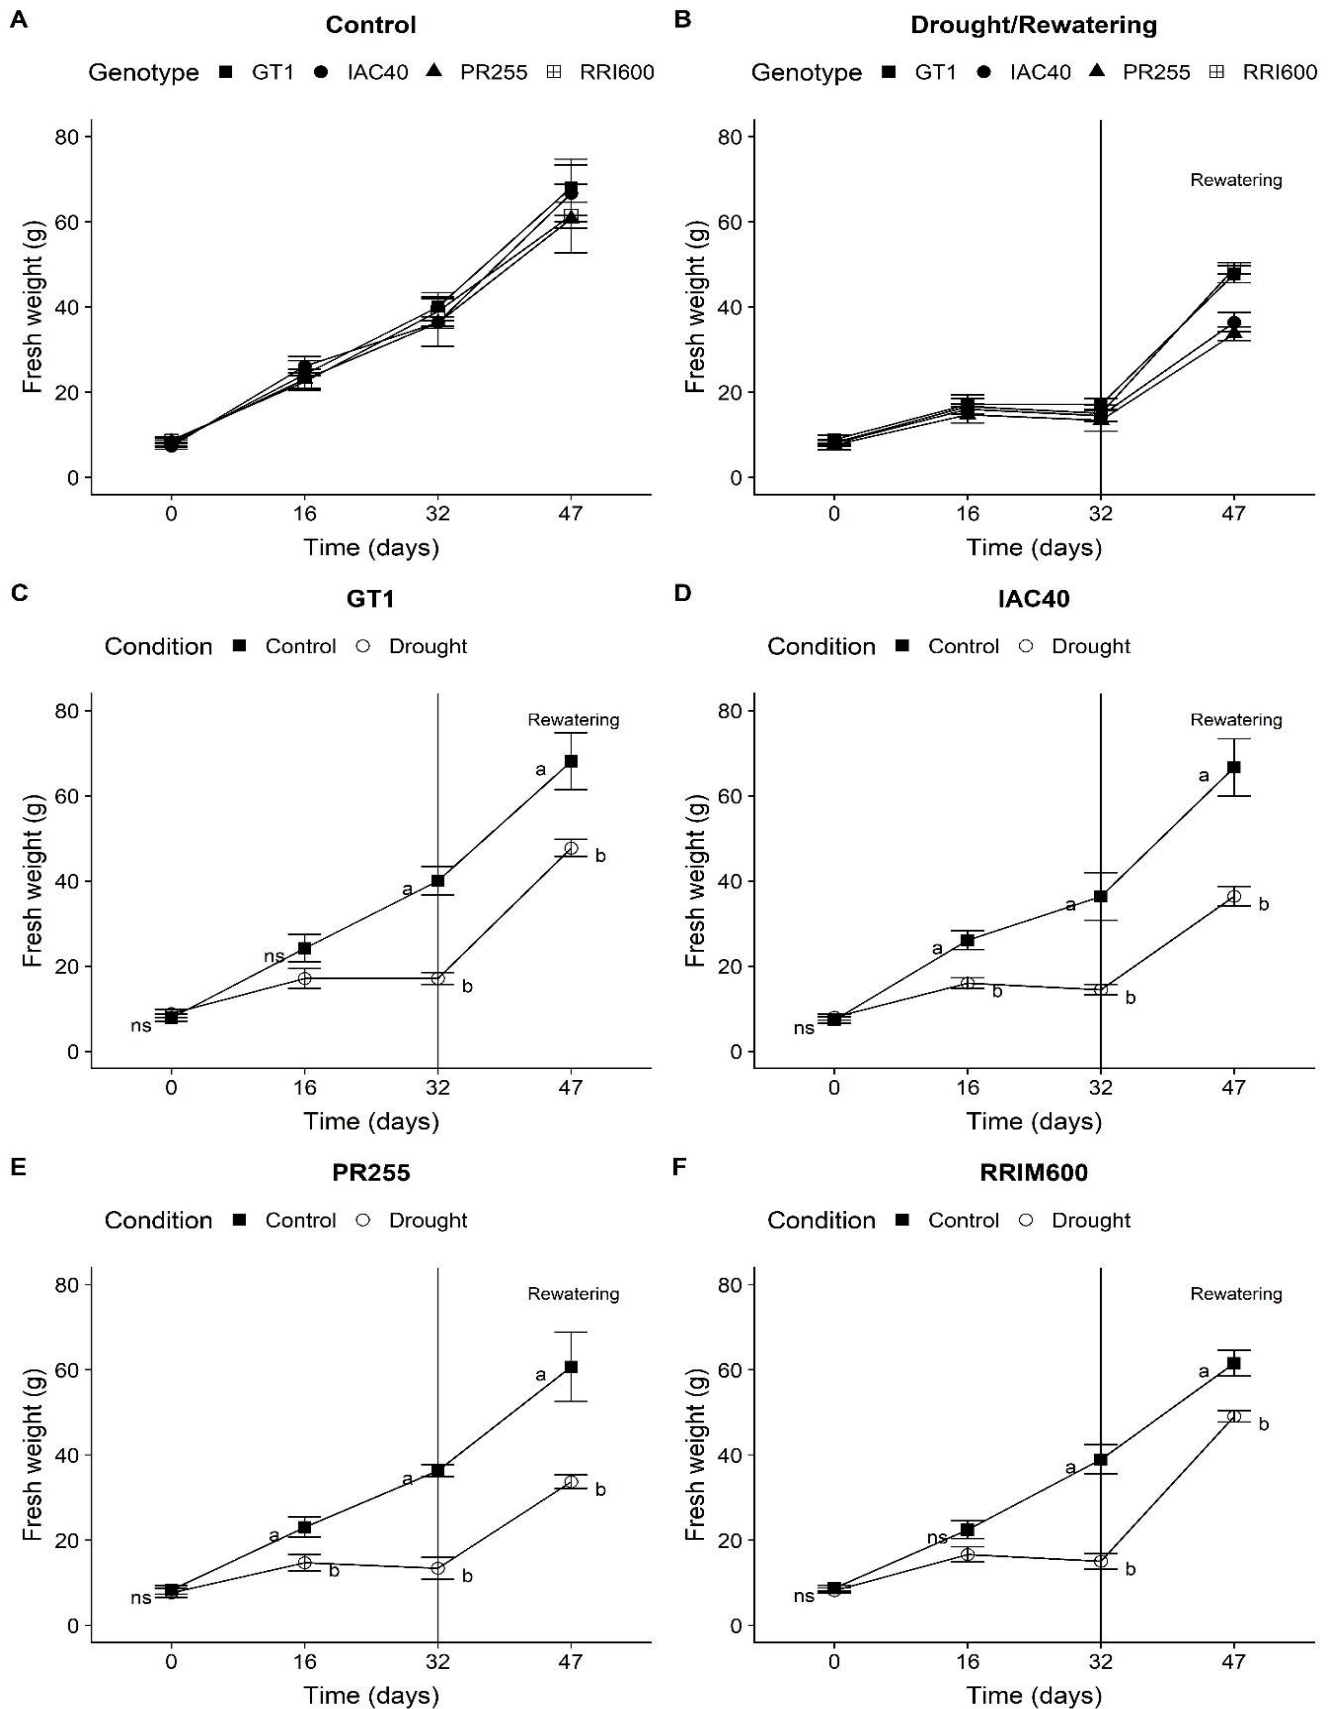 A
Control
Genotype GT1 IAC40 PR255 RRI600
80
60
40
20
0
Fresh weight (g)
0 16 32 47
Time (days)
B
Drought/Rewatering
Genotype GT1 IAC40 PR255 RRI600
80
60
40
20
0
Fresh weight (g)
Rewatering
0 16 32 47
Time (days)
C
GT1
Condition Control Drought
80
60
40
20
0
Fresh weight (g)
Rewatering
a
b
a
ns
b
ns
0 16 32 47
Time (days)
D
IAC40
Condition Control Drought
80
60
40
20
0
Fresh weight (g)
Rewatering
a
b
a
a
b
b
ns
0 16 32 47
Time (days)
E
PR255
Condition Control Drought
80
60
40
20
0
Fresh weight (g)
Rewatering
a
a
b
a
b
b
ns
0 16 32 47
Time (days)
F
RRIM600
Condition Control Drought
80
60
40
20
0
Fresh weight (g)
Rewatering
a
b
a
ns
b
ns
0 16 32 47
Time (days)